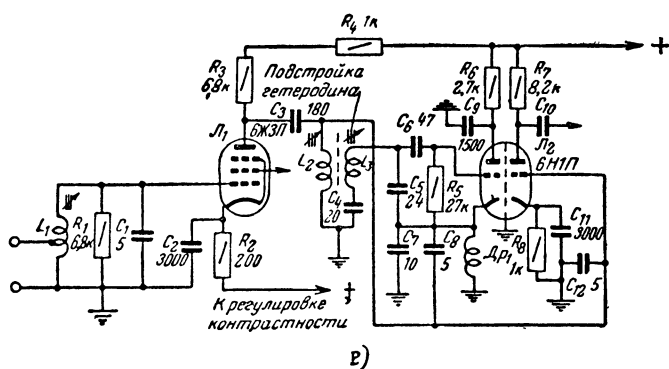 R4 1к
+
R3
6,8к
Подстройка
гетеродина
R6
2,7к
R7
8,2к
C3 180
6Ж3П
Л1
C6 47
C9
1500
C10
Л2
6Н1П
L2
L3
L1
R1
6,8к
C1
5
C2
3000
R2
200
C4
20
C5
24
R5
27к
C7
10
C8
5
Др1
R8
1к
C11
3000
C12 5
К регулировке
контрастности
г)